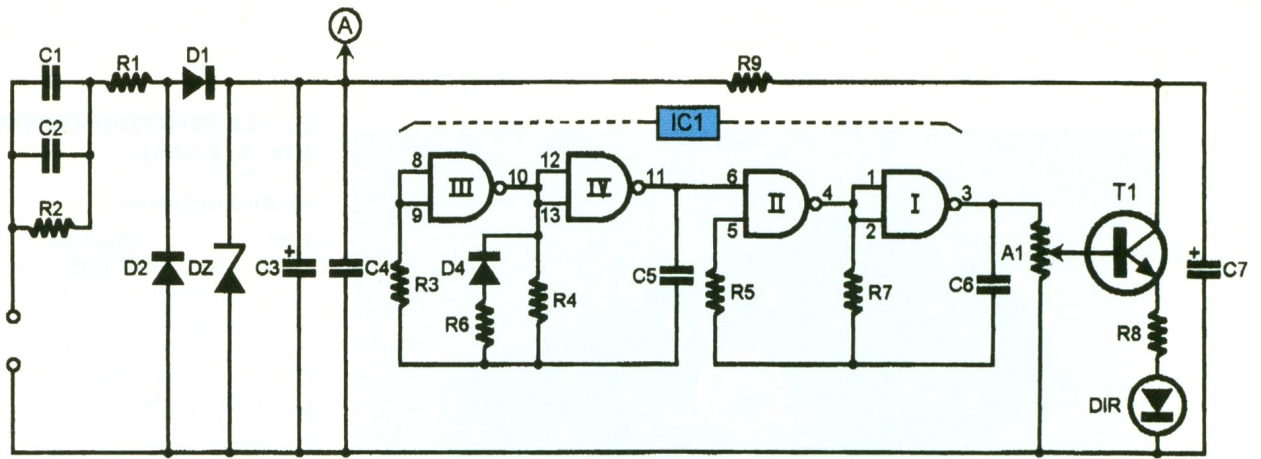 A
C1
R1
D1
R9
C2
IC1
8
12
III
10
IV
11
6
1
9
13
II
4
I
3
T1
R2
5
2
D2
DZ
+
C3
C4
R3
D4
R4
C5
R5
R7
C6
A1
+
C7
R6
R8
DIR